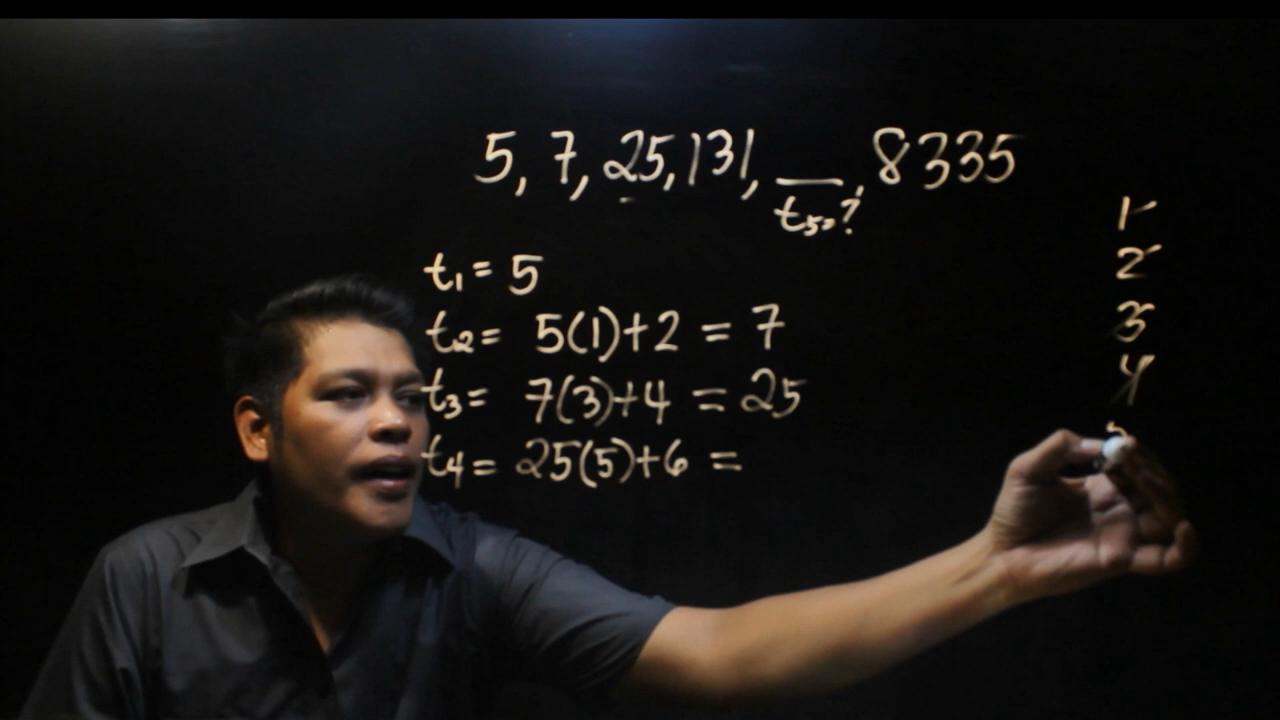 5, 7, 25, 131, __, 8335
t₅=?
1
2
3
4
t₁ = 5
t₂ = 5(1)+2 = 7
t₃ = 7(3)+4 = 25
t₄ = 25(5)+6 =